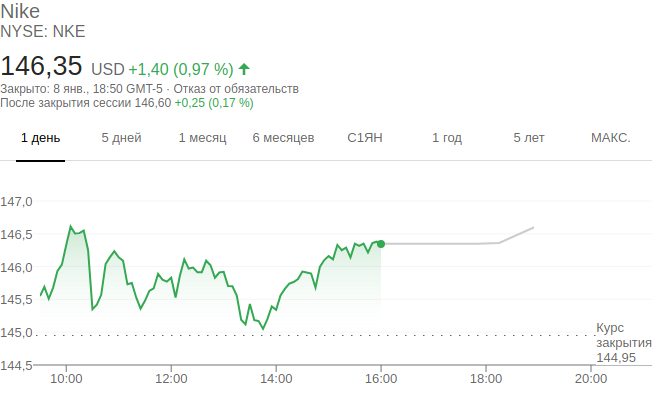 Nike
NYSE: NKE
146,35 USD +1,40 (0,97 %)
Закрыто: 8 янв., 18:50 GMT-5 · Отказ от обязательств
После закрытия сессии 146,60 +0,25 (0,17 %)
1 день 5 дней 1 месяц 6 месяцев С1ЯН 1 год 5 лет МАКС.
147,0
146,5
146,0
145,5
145,0
Курс
закрытия
144,95
144,5
10:00 12:00 14:00 16:00 18:00 20:00